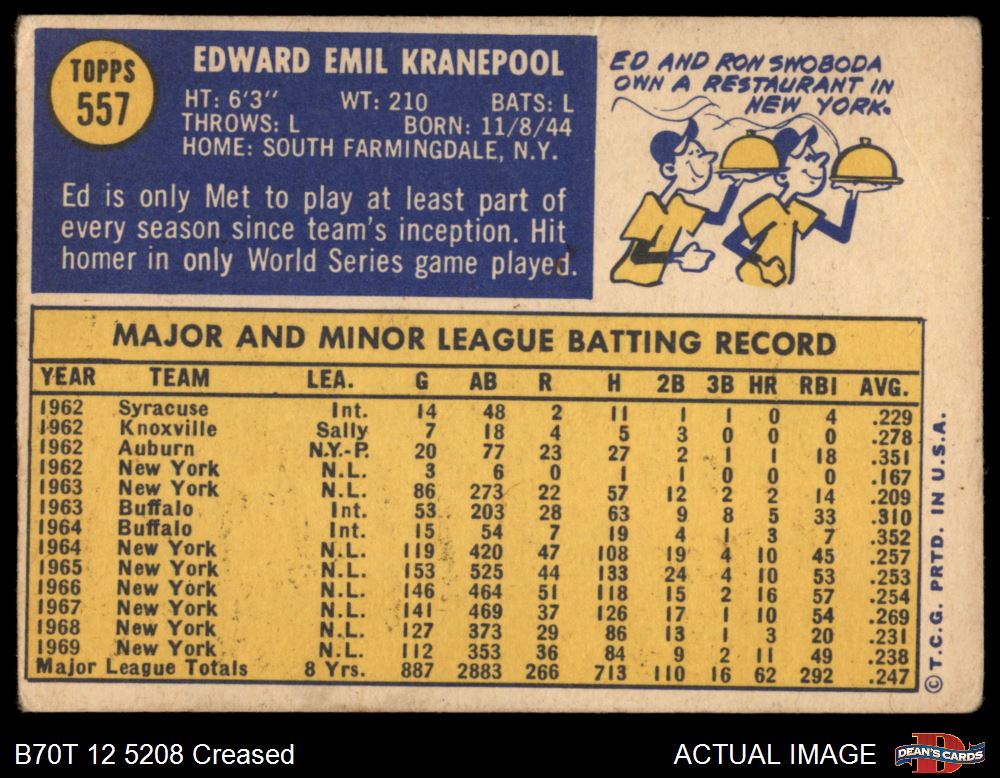 TOPPS
557
EDWARD EMIL KRANEPOOL
HT: 6'3" WT: 210 BATS: L
THROWS: L BORN: 11/8/44
HOME: SOUTH FARMINGDALE, N.Y.
Ed is only Met to play at least part of
every season since team's inception. Hit
homer in only World Series game played.
ED AND RON SWOBODA
OWN A RESTAURANT IN
NEW YORK.
MAJOR AND MINOR LEAGUE BATTING RECORD
YEAR TEAM LEA. G AB R H 2B 3B HR RBI AVG.
1962 Syracuse Int. 14 48 2 11 1 1 0 4 .229
1962 Knoxville Sally 7 18 4 5 3 0 0 0 .278
1962 Auburn N.Y.-P. 20 77 23 27 2 1 1 18 .351
1962 New York N.L. 3 6 0 1 1 0 0 0 .167
1963 New York N.L. 86 273 22 57 12 2 2 14 .209
1963 Buffalo Int. 53 203 28 63 9 8 5 33 .310
1964 Buffalo Int. 15 54 7 19 4 1 3 7 .352
1964 New York N.L. 119 420 47 108 19 4 10 45 .257
1965 New York N.L. 153 525 44 133 24 4 10 53 .253
1966 New York N.L. 146 464 51 118 15 2 16 57 .254
1967 New York N.L. 141 469 37 126 17 1 10 54 .269
1968 New York N.L. 127 373 29 86 13 1 3 20 .231
1969 New York N.L. 112 353 36 84 9 2 11 49 .238
Major League Totals 8 Yrs. 887 2883 266 713 110 16 62 292 .247
© T.C.G. PRTD. IN U.S.A.
B70T 12 5208 Creased
ACTUAL IMAGE
DEAN'S CARDS